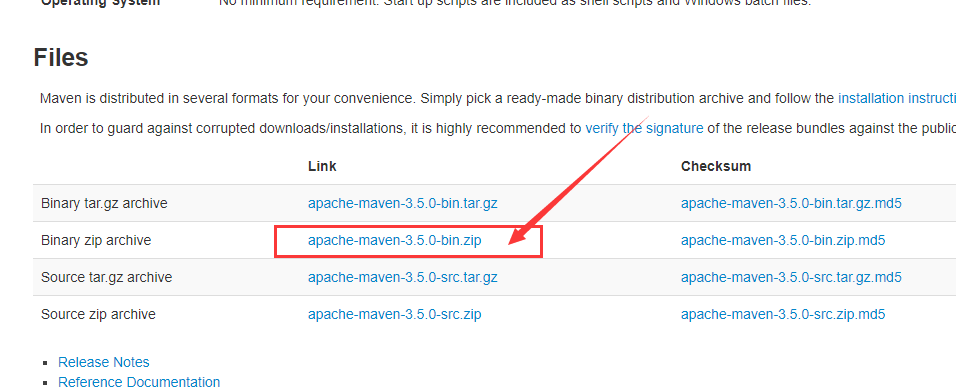 Operating System No minimum requirement. Start up scripts are included as shell scripts and Windows batch files.
Files
Maven is distributed in several formats for your convenience. Simply pick a ready-made binary distribution archive and follow the installation instructi
In order to guard against corrupted downloads/installations, it is highly recommended to verify the signature of the release bundles against the public
Link Checksum
Binary tar.gz archive apache-maven-3.5.0-bin.tar.gz apache-maven-3.5.0-bin.tar.gz.md5
Binary zip archive apache-maven-3.5.0-bin.zip apache-maven-3.5.0-bin.zip.md5
Source tar.gz archive apache-maven-3.5.0-src.tar.gz apache-maven-3.5.0-src.tar.gz.md5
Source zip archive apache-maven-3.5.0-src.zip apache-maven-3.5.0-src.zip.md5
Release Notes
Reference Documentation